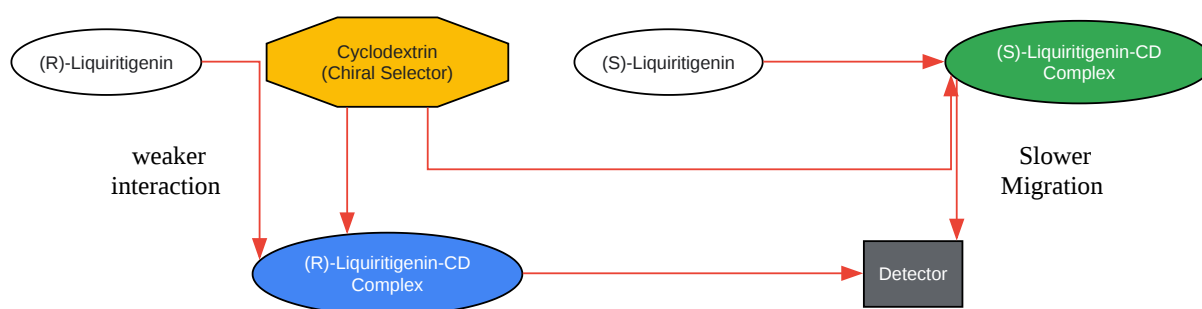 (R)-Liquiritigenin
Cyclodextrin
(Chiral Selector)
(S)-Liquiritigenin
(S)-Liquiritigenin-CD
Complex
weaker
interaction
Slower
Migration
(R)-Liquiritigenin-CD
Complex
Detector